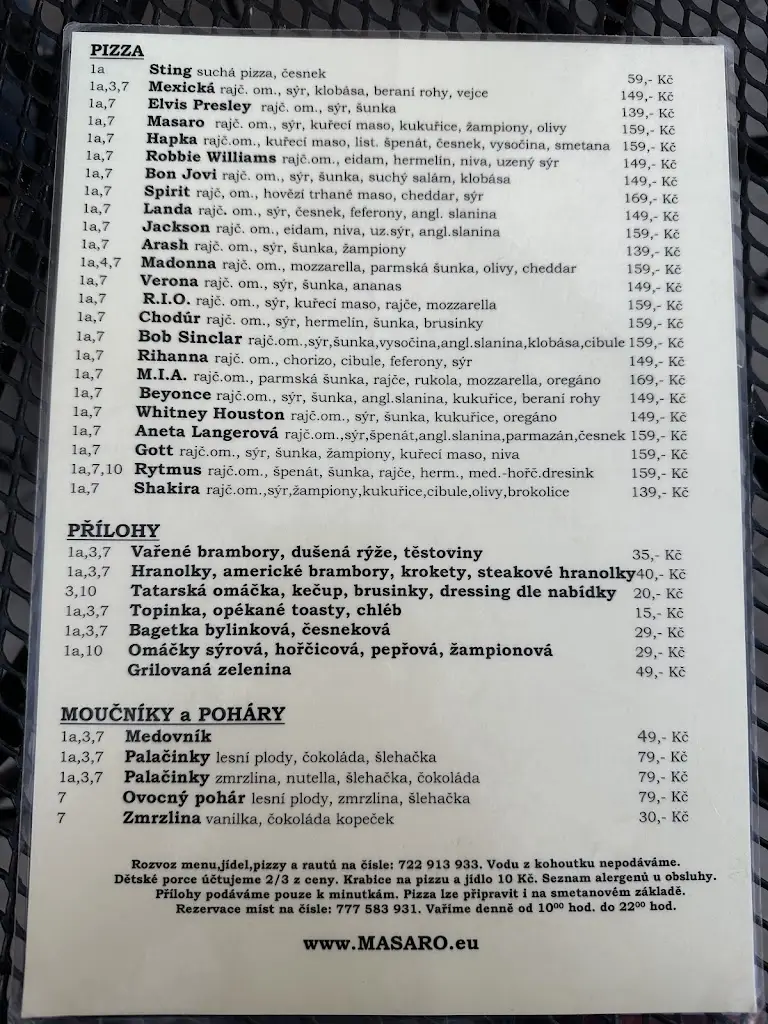 PIZZA
1a Sting suchá pizza, česnek 59,- Kč
1a,3,7 Mexická rajč. om., sýr, klobása, beraní rohy, vejce 149,- Kč
1a,7 Elvis Presley rajč. om., sýr, šunka 139,- Kč
1a,7 Masaro rajč. om., sýr, kuřecí maso, kukuřice, žampiony, olivy 159,- Kč
1a,7 Hapka rajč.om., kuřecí maso, list. špenát, česnek, vysočina, smetana 159,- Kč
1a,7 Robbie Williams rajč.om., eidam, hermelín, niva, uzený sýr 149,- Kč
1a,7 Bon Jovi rajč. om., sýr, šunka, suchý salám, klobása 149,- Kč
1a,7 Spirit rajč, om., hovězí trhané maso, cheddar, sýr 169,- Kč
1a,7 Landa rajč. om., sýr, česnek, feferony, angl. slanina 149,- Kč
1a,7 Jackson rajč. om., eidam, niva, uz.sýr, angl.slanina 159,- Kč
1a,7 Arash rajč. om., sýr, šunka, žampiony 139,- Kč
1a,4,7 Madonna rajč. om., mozzarella, parmská šunka, olivy, cheddar 159,- Kč
1a,7 Verona rajč. om., sýr, šunka, ananas 149,- Kč
1a,7 R.I.O. rajč. om., sýr, kuřecí maso, rajče, mozzarella 159,- Kč
1a,7 Chodúr rajč. om., sýr, hermelín, šunka, brusinky 159,- Kč
1a,7 Bob Sinclar rajč.om.,sýr,šunka,vysočina,angl.slanina,klobása,cibule 159,- Kč
1a,7 Rihanna rajč. om., chorizo, cibule, feferony, sýr 149,- Kč
1a,7 M.I.A. rajč.om., parmská šunka, rajče, rukola, mozzarella, oregáno 169,- Kč
1a,7 Beyonce rajč.om., sýr, šunka, angl.slanina, kukuřice, beraní rohy 149,- Kč
1a,7 Whitney Houston rajč.om., sýr, šunka, kukuřice, oregáno 149,- Kč
1a,7 Aneta Langerová rajč.om.,sýr,špenát,angl.slanina,parmazán,česnek 159,- Kč
1a,7 Gott rajč.om., sýr, šunka, žampiony, kuřecí maso, niva 159,- Kč
1a,7,10 Rytmus rajč.om., špenát, šunka, rajče, herm., med.-hořč.dresink 159,- Kč
1a,7 Shakira rajč.om.,sýr,žampiony,kukuřice,cibule,olivy,brokolice 139,- Kč
PŘÍLOHY
1a,3,7 Vařené brambory, dušená rýže, těstoviny 35,- Kč
1a,3,7 Hranolky, americké brambory, krokety, steakové hranolky 40,- Kč
3,10 Tatarská omáčka, kečup, brusinky, dressing dle nabídky 20,- Kč
1a,3,7 Topinka, opékané toasty, chléb 15,- Kč
1a,3,7 Bagetka bylinková, česneková 29,- Kč
1a,10 Omáčky sýrová, hořčicová, pepřová, žampionová 29,- Kč
Grilovaná zelenina 49,- Kč
MOUČNÍKY a POHÁRY
1a,3,7 Medovník 49,- Kč
1a,3,7 Palačinky lesní plody, čokoláda, šlehačka 79,- Kč
1a,3,7 Palačinky zmrzlina, nutella, šlehačka, čokoláda 79,- Kč
7 Ovocný pohár lesní plody, zmrzlina, šlehačka 79,- Kč
7 Zmrzlina vanilka, čokoláda kopeček 30,- Kč
Rozvoz menu,jídel,pizzy a rautů na čísle: 722 913 933. Vodu z kohoutku nepodáváme.
Dětské porce účtujeme 2/3 z ceny. Krabice na pizzu a jídlo 10 Kč. Seznam alergenů u obsluhy.
Přílohy podáváme pouze k minutkám. Pizza lze připravit i na smetanovém základě.
Rezervace míst na čísle: 777 583 931. Vaříme denně od 10⁰⁰ hod. do 22⁰⁰ hod.
www.MASARO.eu